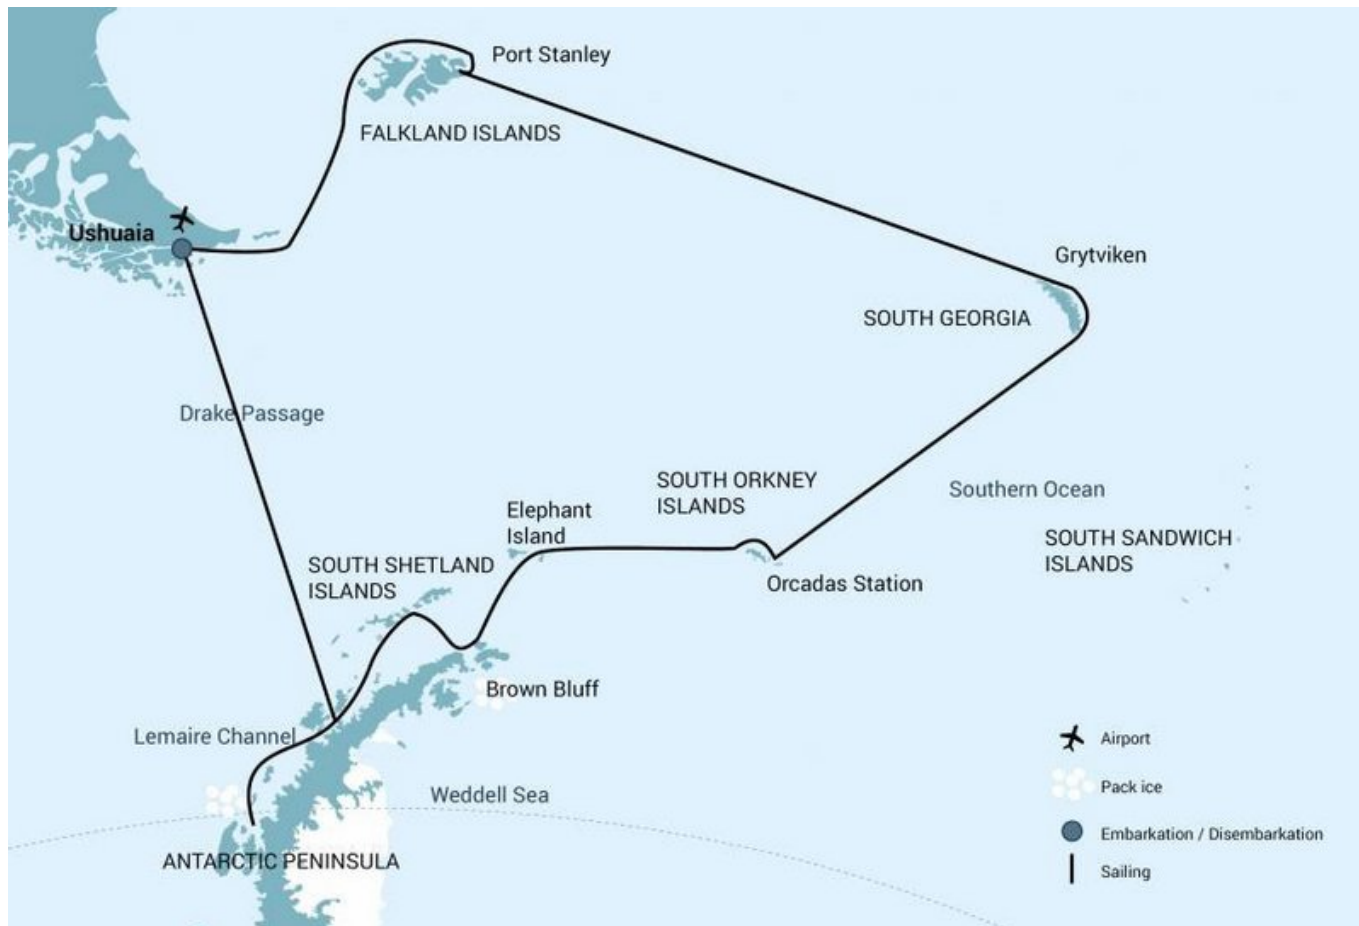 Port Stanley
FALKLAND ISLANDS
Ushuaia
Grytviken
SOUTH GEORGIA
Drake Passage
SOUTH ORKNEY
ISLANDS
Southern Ocean
Elephant
Island
SOUTH SANDWICH
ISLANDS
SOUTH SHETLAND
ISLANDS
Orcadas Station
Brown Bluff
Lemaire Channel
Weddell Sea
ANTARCTIC PENINSULA
Airport
Pack ice
Embarkation / Disembarkation
Sailing